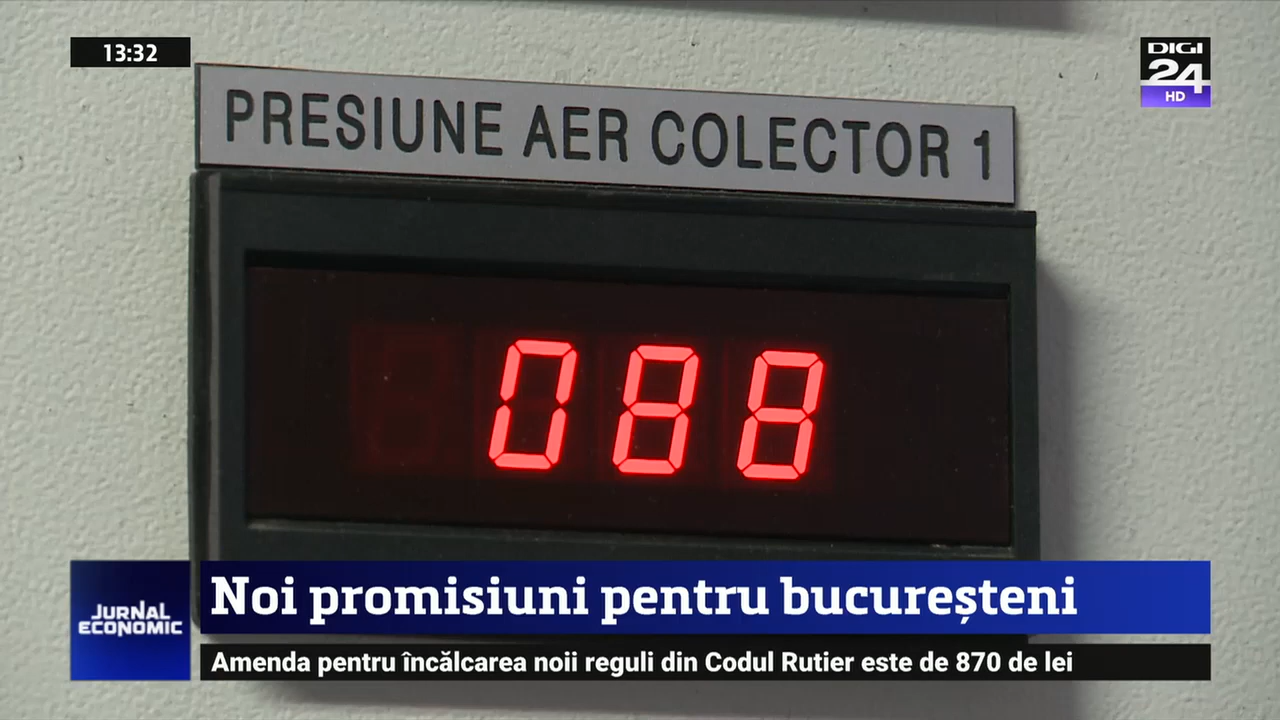 13:32
DIGI
24
HD
PRESIUNE AER COLECTOR 1
088
JURNAL
ECONOMIC
Noi promisiuni pentru bucureșteni
Amenda pentru încălcarea noii reguli din Codul Rutier este de 870 de lei